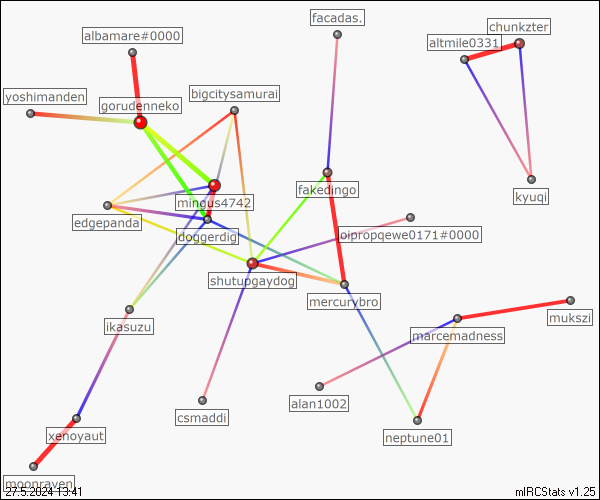 facadas.
chunkzter
albamare#0000
altmile0331
bigcitysamurai
yoshimanden
gorudenneko
fakedingo
kyuqi
mingus4742
edgepanda
doggerdig
oipropqewe0171#0000
shutupgaydog
mercurybro
mukszi
ikasuzu
marcemadness
alan1002
csmaddi
xenoyaut
neptune01
moonraven
27.5.2024 13:41
mIRCStats v1.25